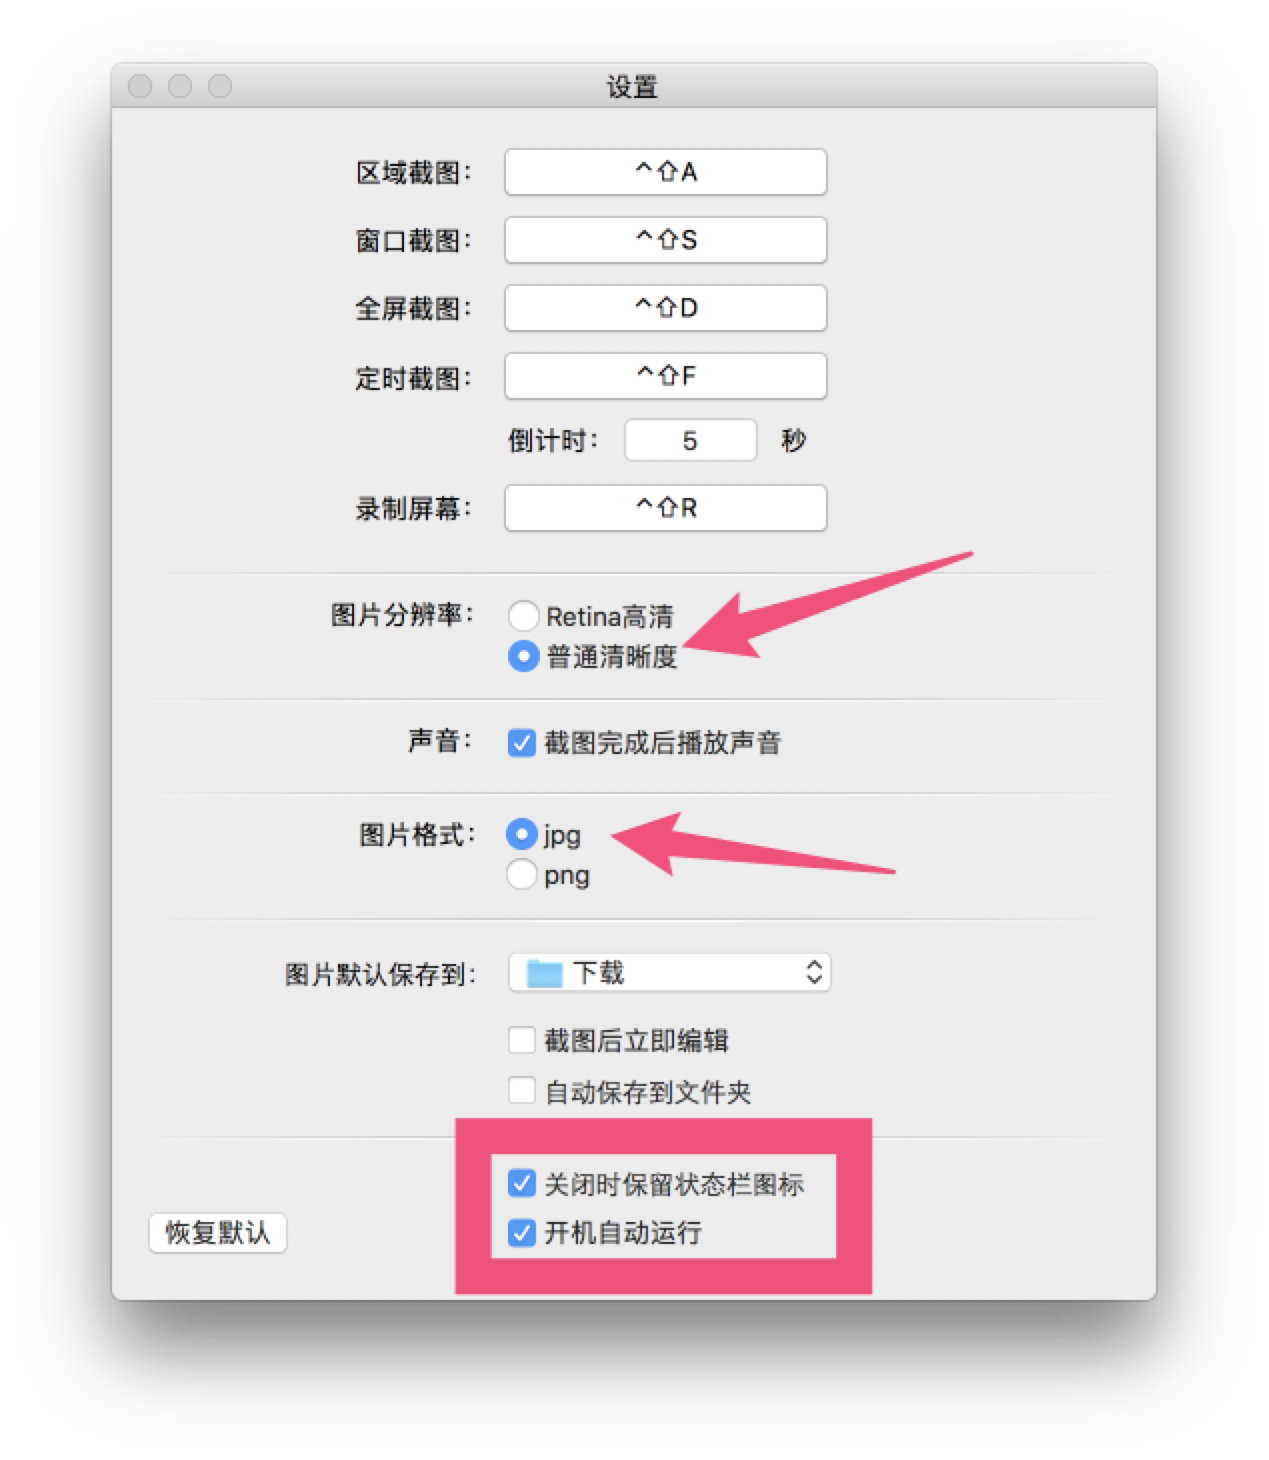 设置
区域截图： ^⇧A
窗口截图： ^⇧S
全屏截图： ^⇧D
定时截图： ^⇧F
倒计时： 5 秒
录制屏幕： ^⇧R
图片分辨率： Retina高清
普通清晰度
声音： 截图完成后播放声音
图片格式： jpg
png
图片默认保存到： 下载
截图后立即编辑
自动保存到文件夹
关闭时保留状态栏图标
恢复默认 开机自动运行